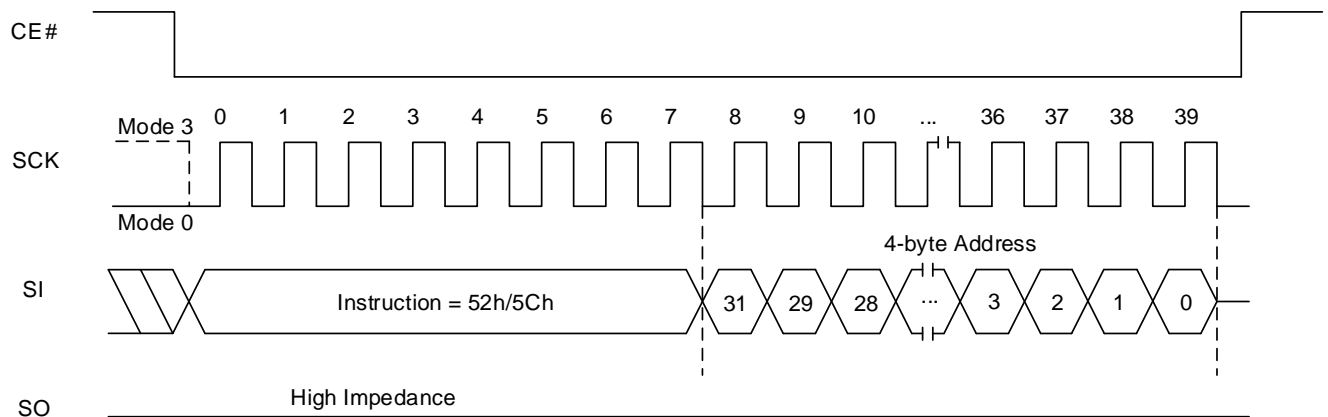 CE#
0 1 2 3 4 5 6 7 8 9 10 ... 36 37 38 39
Mode 3
SCK
Mode 0
4-byte Address
SI
Instruction = 52h/5Ch 31 29 28 ... 3 2 1 0
High Impedance
SO